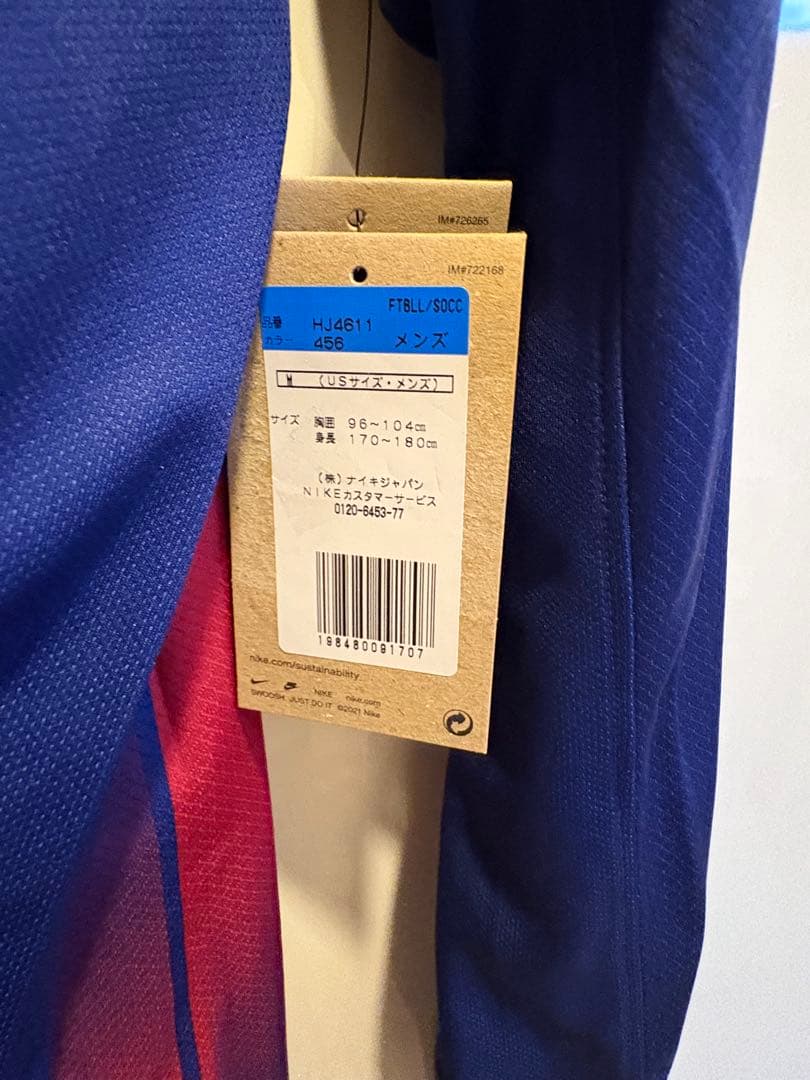 IM#726265
IM#722168
FTBLL/SOCC
品番 HJ4611
カラー 456 メンズ
M (USサイズ・メンズ)
サイズ 胸囲 96~104cm
身長 170~180cm
(株)ナイキジャパン
NIKEカスタマーサービス
0120-6453-77
198480091707
nike.com/sustainability
NIKE nike.com
SWOOSH. JUST DO IT ©2021 Nike